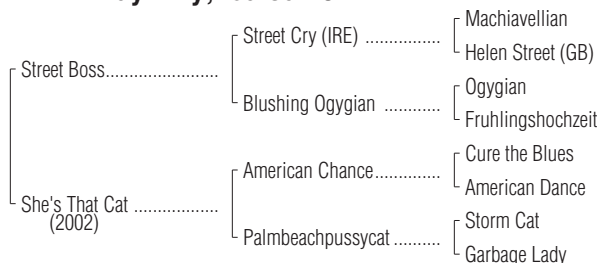 Street Cry (IRE) ................
Machiavellian
Helen Street (GB)
Street Boss........................
Blushing Ogygian ............
Ogygian
Fruhlingshochzeit
She's That Cat ..................
(2002)
American Chance..............
Cure the Blues
American Dance
Palmbeachpussycat ..........
Storm Cat
Garbage Lady